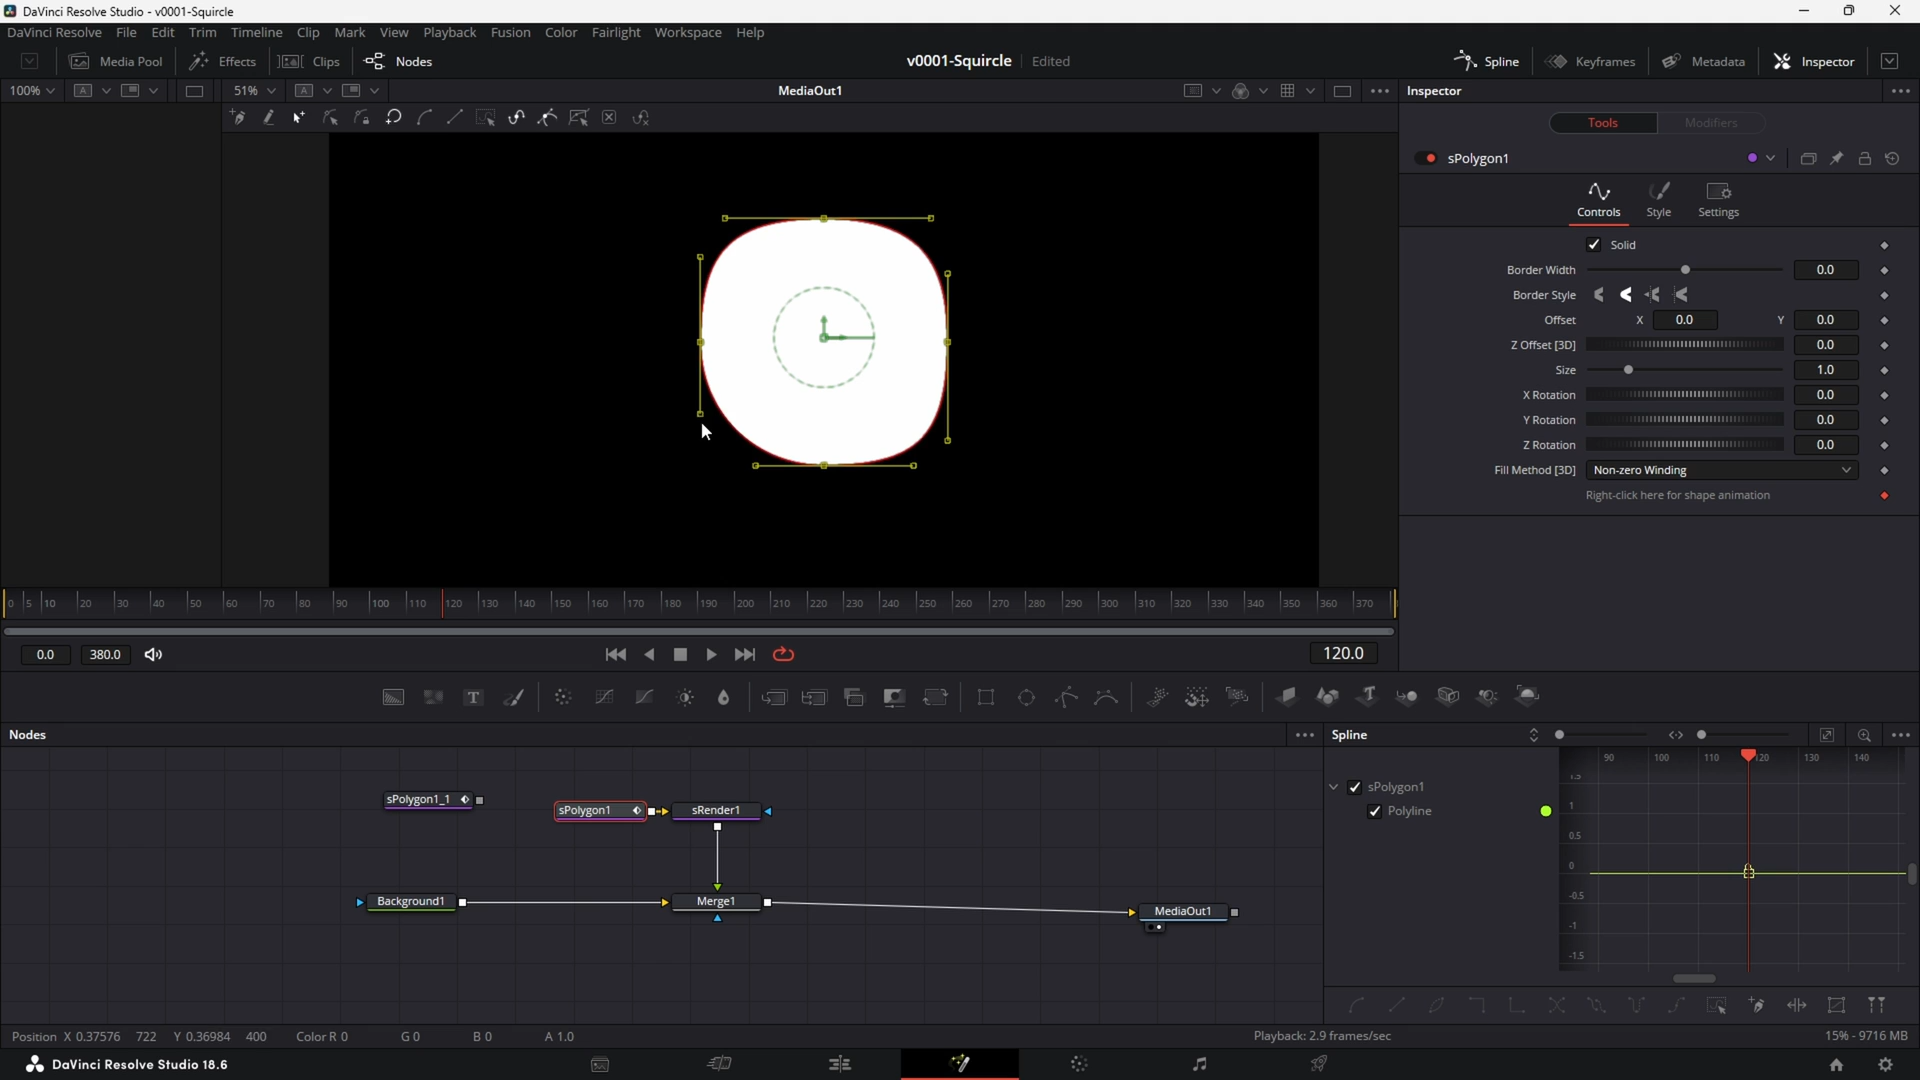 DaVinci Resolve Studio - v0001-Squircle
DaVinci Resolve File Edit Trim Timeline Clip Mark View Playback Fusion Color Fairlight Workspace Help
Media Pool Effects Clips Nodes v0001-Squircle Edited Spline Keyframes Metadata Inspector
100% A 51% A MediaOut1 Inspector
Tools Modifiers
sPolygon1
Controls Style Settings
Solid
Border Width 0.0
Border Style
Offset X 0.0 Y 0.0
Z Offset [3D] 0.0
Size 1.0
X Rotation 0.0
Y Rotation 0.0
Z Rotation 0.0
Fill Method [3D] Non-zero Winding
Right-click here for shape animation
0 5 10 20 30 40 50 60 70 80 90 100 110 120 130 140 150 160 170 180 190 200 210 220 230 240 250 260 270 280 290 300 310 320 330 340 350 360 370
0.0 380.0 120.0
T
Nodes Spline
90 100 110 120 130 140
sPolygon1
Polyline
1.5
1
0.5
0
-0.5
-1
-1.5
sPolygon1_1 sPolygon1 sRender1
Background1 Merge1 MediaOut1
Position X 0.37576 722 Y 0.36984 400 Color R 0 G 0 B 0 A 1.0 Playback: 2.9 frames/sec 15% - 9716 MB
DaVinci Resolve Studio 18.6